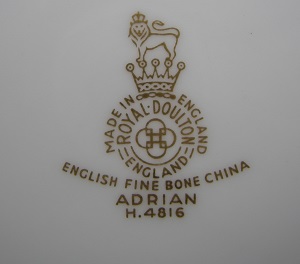 MADE IN ENGLAND
ROYAL·DOULTON
ENGLAND
ENGLISH FINE BONE CHINA
ADRIAN
H.4816